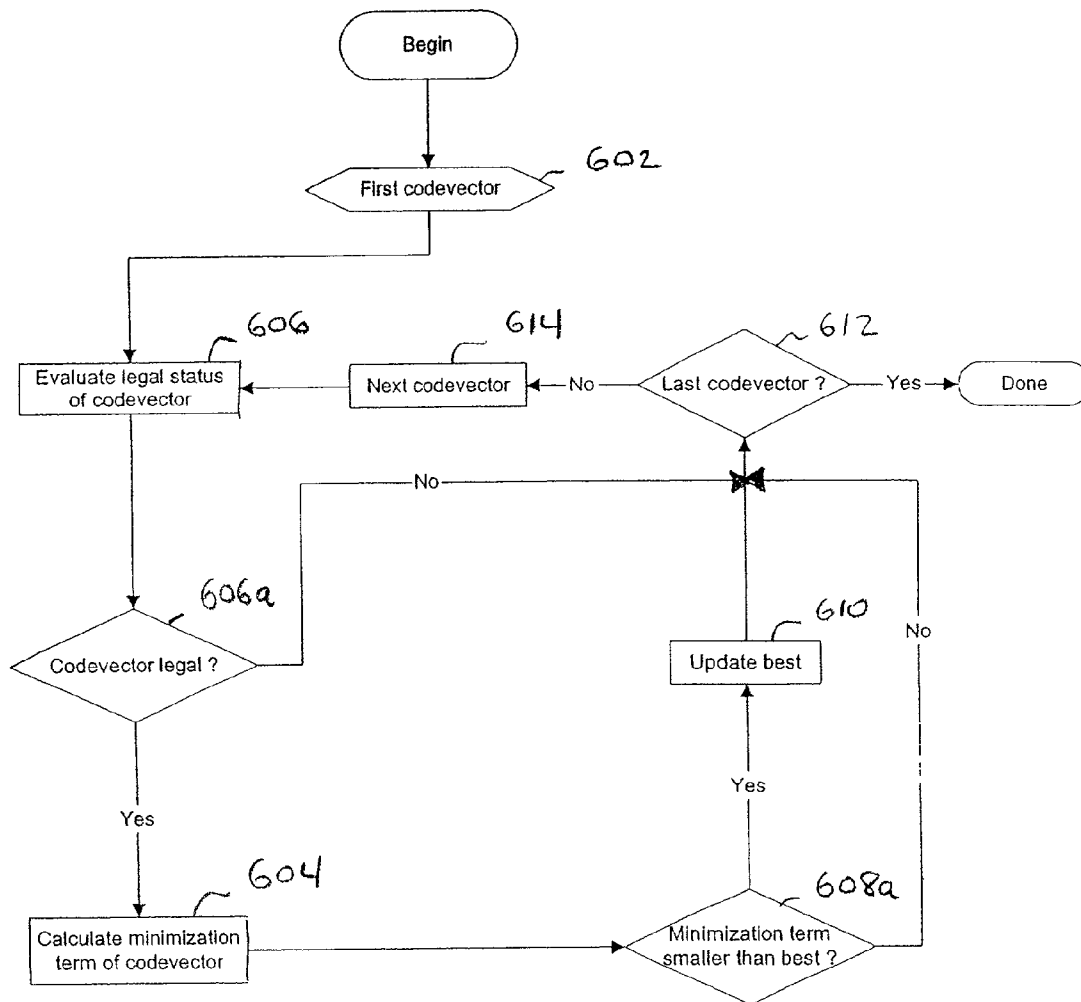 Begin
602
First codevector
606
Evaluate legal status
of codevector
614
Next codevector
No
612
Last codevector ?
Yes
Done
No
606a
Codevector legal ?
610
Update best
No
Yes
Yes
604
Calculate minimization
term of codevector
608a
Minimization term
smaller than best ?